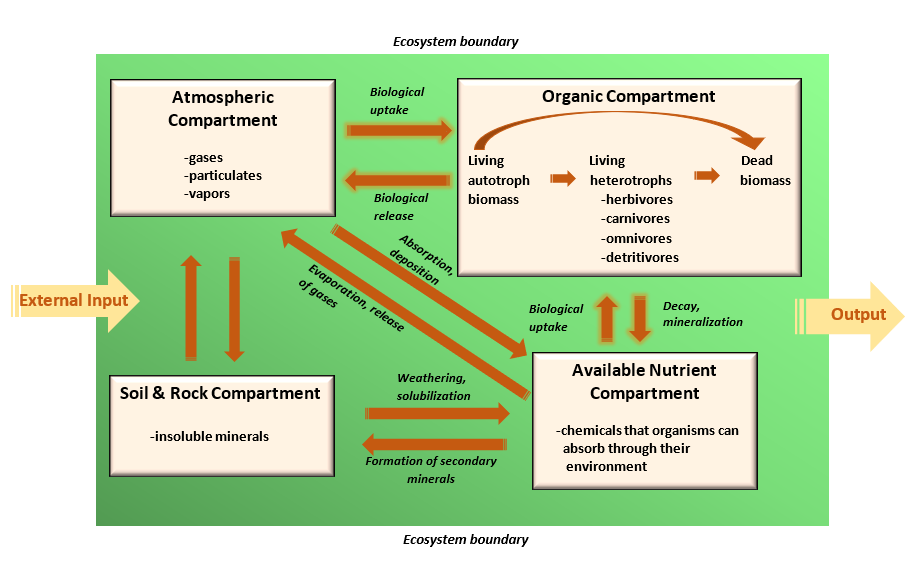 Ecosystem boundary
Atmospheric
Compartment
-gases
-particulates
-vapors
Biological
uptake
Biological
release
Organic Compartment
Living
autotroph
biomass
Living
heterotrophs
-herbivores
-carnivores
-omnivores
-detritivores
Dead
biomass
Absorption,
deposition
Evaporation, release
of gases
External Input
Biological
uptake
Decay,
mineralization
Output
Soil & Rock Compartment
-insoluble minerals
Weathering,
solubilization
Formation of secondary
minerals
Available Nutrient
Compartment
-chemicals that organisms can
absorb through their
environment
Ecosystem boundary